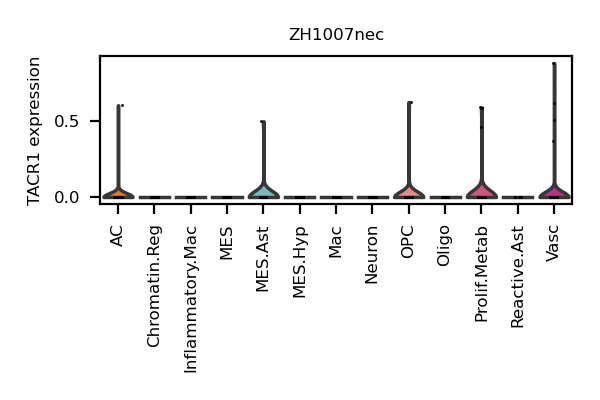 ZH1007nec
TACR1 expression
0.5
0.0
AC
Chromatin.Reg
Inflammatory.Mac
MES
MES.Ast
MES.Hyp
Mac
Neuron
OPC
Oligo
Prolif.Metab
Reactive.Ast
Vasc